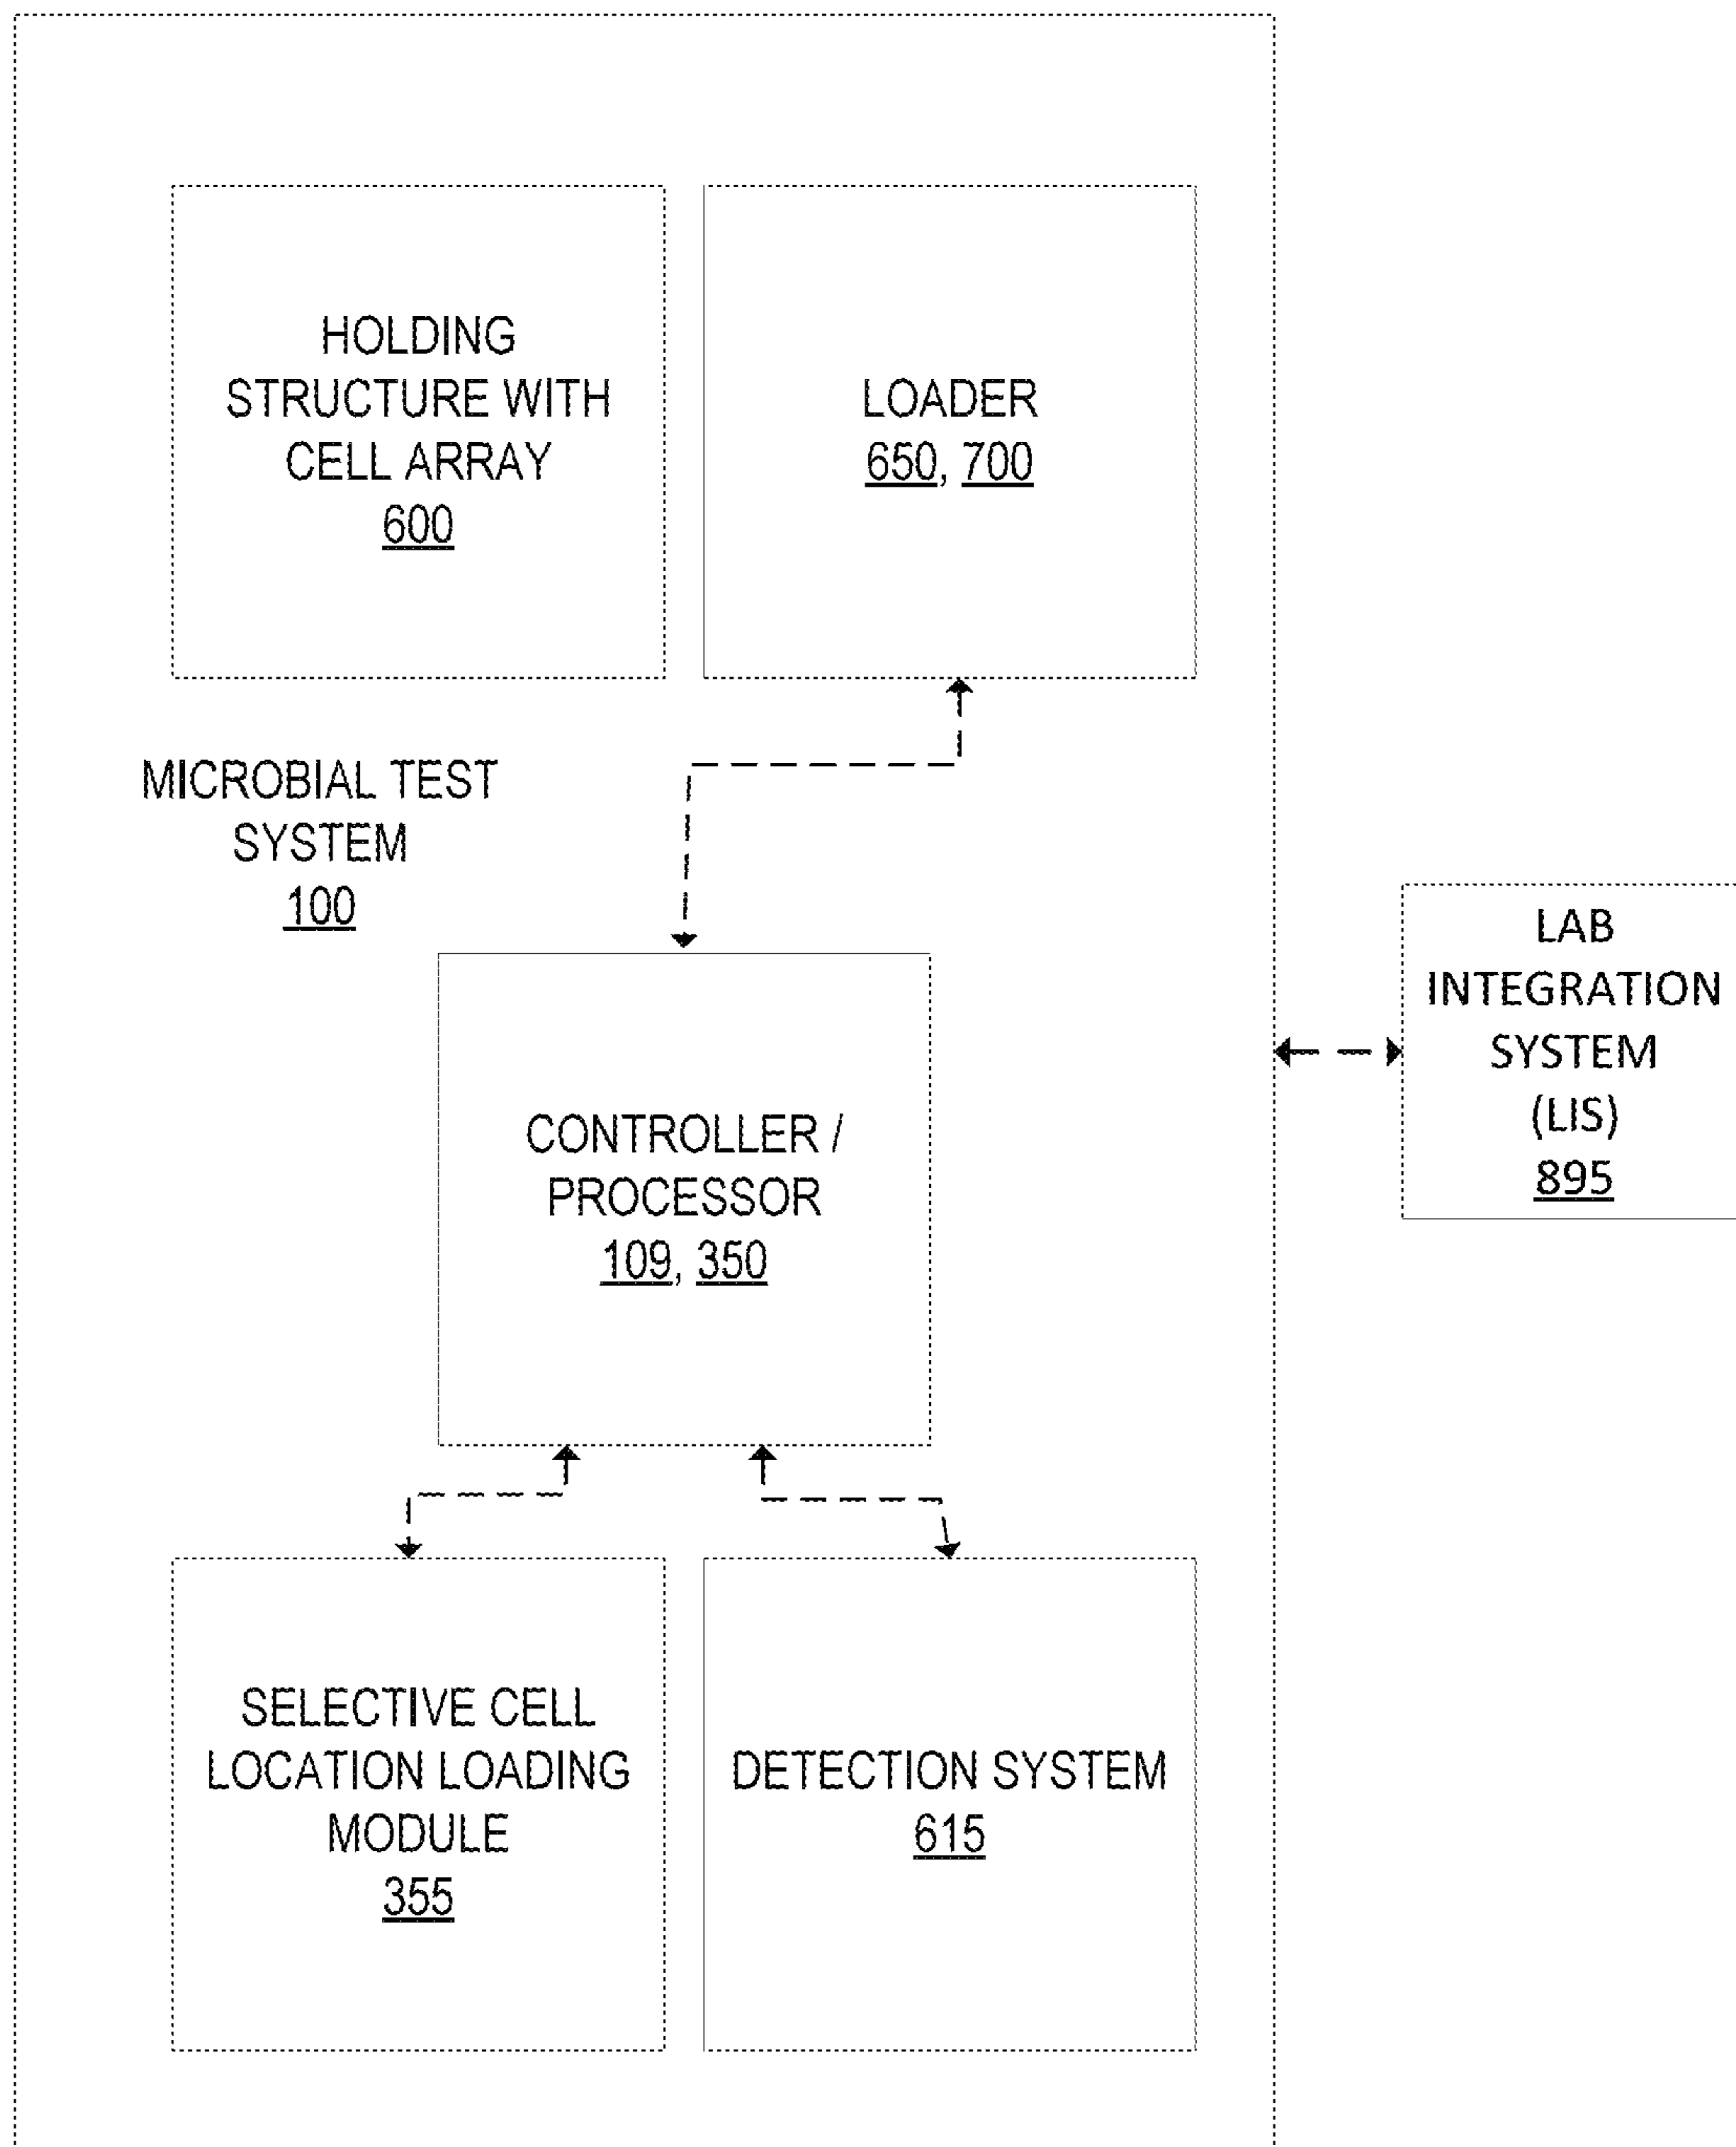 HOLDING
STRUCTURE WITH
CELL ARRAY
600
LOADER
650, 700
MICROBIAL TEST
SYSTEM
100
LAB
INTEGRATION
SYSTEM
(LIS)
895
CONTROLLER /
PROCESSOR
109, 350
SELECTIVE CELL
LOCATION LOADING
MODULE
355
DETECTION SYSTEM
615